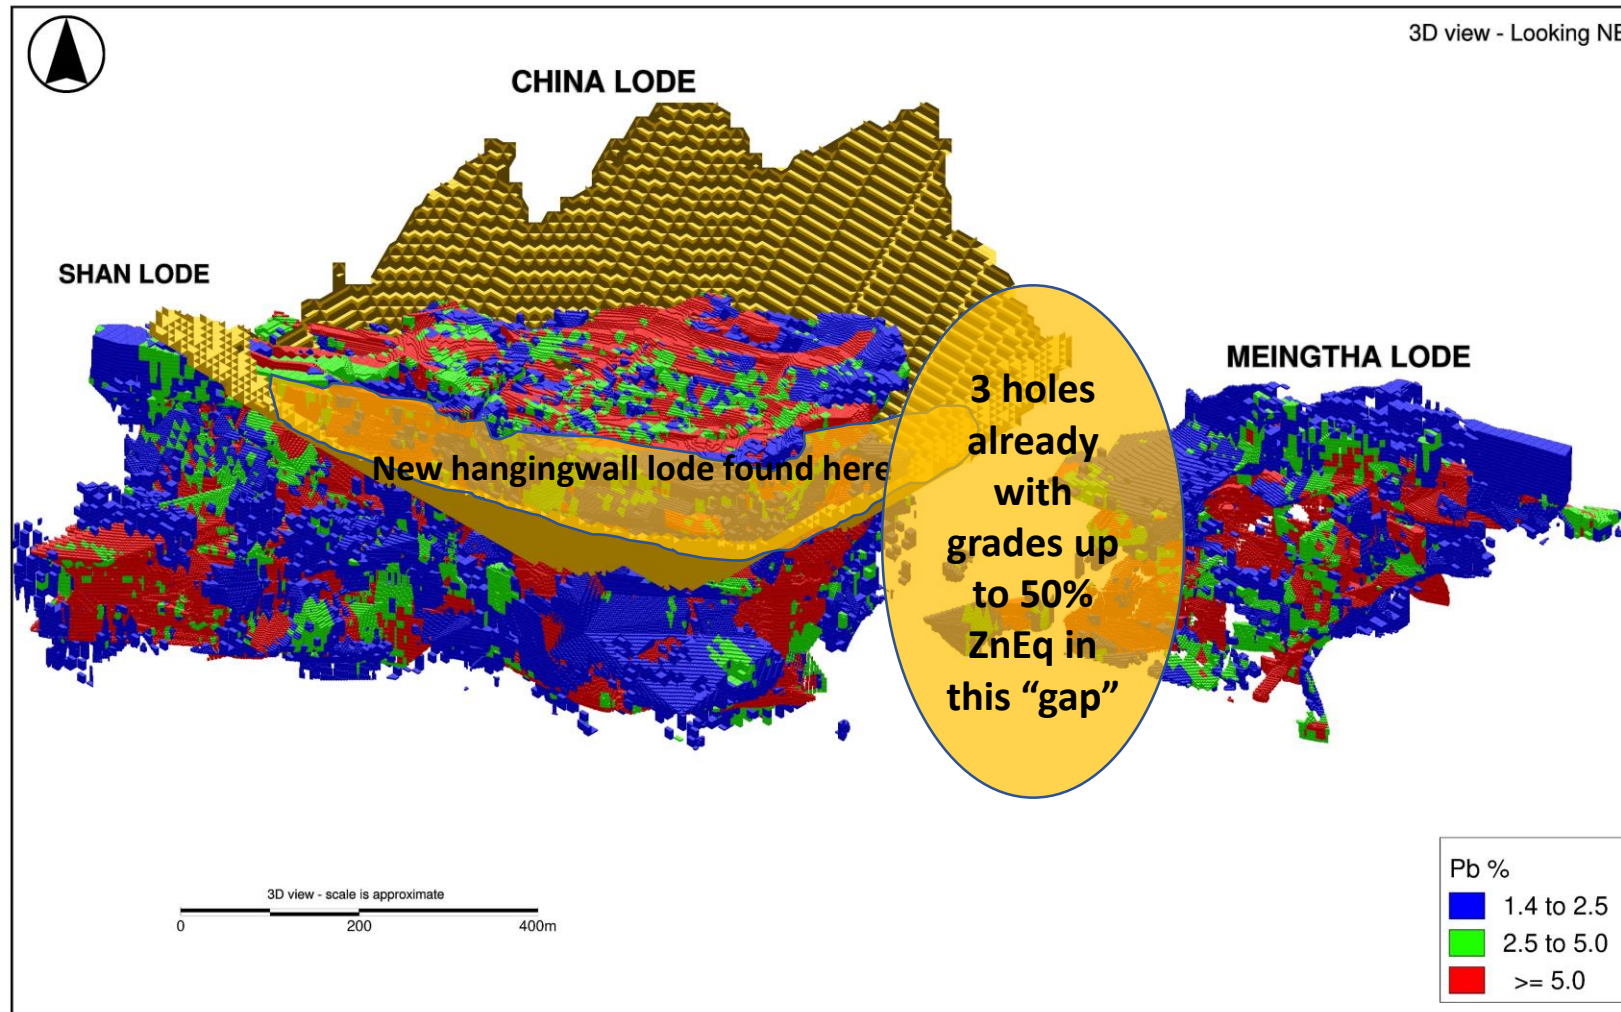 3D view - Looking NE
CHINA LODE
SHAN LODE
MEINGTHA LODE
3 holes
already
with
grades up
to 50%
ZnEq in
this “gap”
New hangingwall lode found here
3D view - scale is approximate
0 200 400m
Pb %
1.4 to 2.5
2.5 to 5.0
>= 5.0